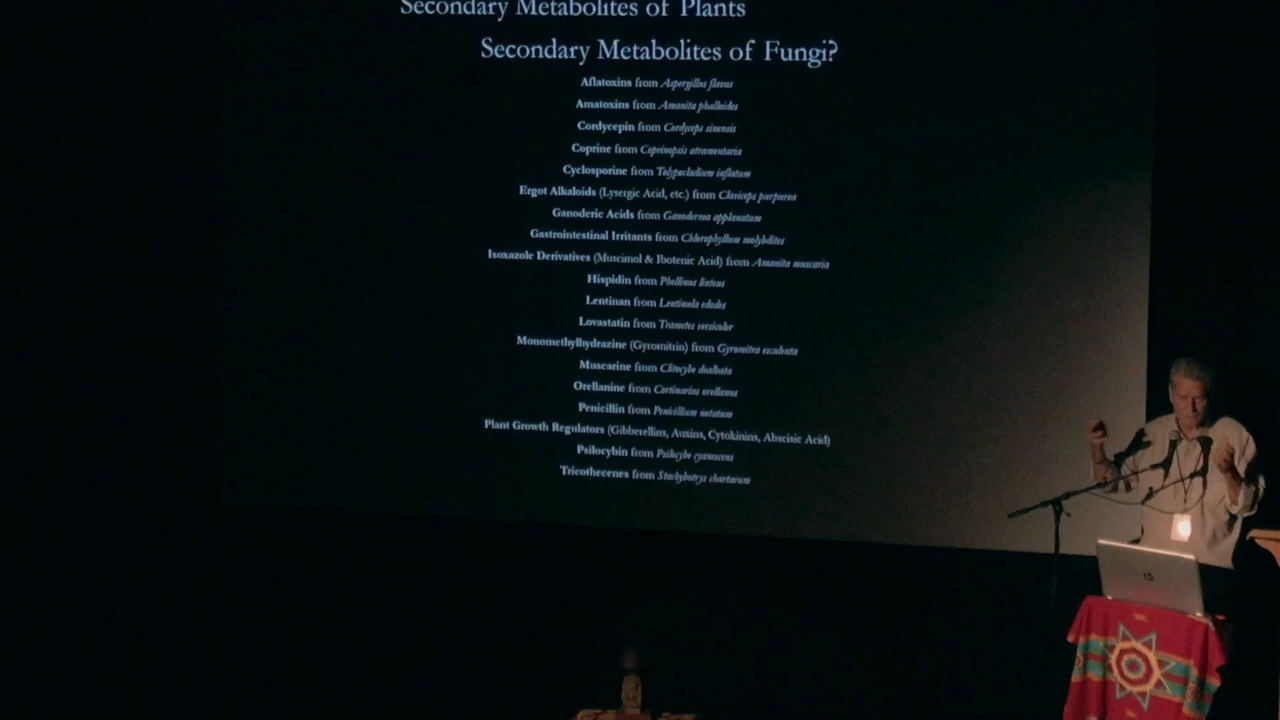 Secondary Metabolites of Plants
Secondary Metabolites of Fungi?
Aflatoxins from Aspergillus flavus
Amatoxins from Amanita phalloides
Cordycepin from Cordyceps sinensis
Coprine from Coprinopsis atramentaria
Cyclosporine from Tolypocladium inflatum
Ergot Alkaloids (Lysergic Acid, etc.) from Claviceps purpurea
Ganoderic Acids from Ganoderma applanatum
Gastrointestinal Irritants from Chlorophyllum molybdites
Isoxazole Derivatives (Muscimol & Ibotenic Acid) from Amanita muscaria
Hispidin from Phellinus linteus
Lentinan from Lentinula edodes
Lovastatin from Trametes versicolor
Monomethylhydrazine (Gyromitrin) from Gyromitra esculenta
Muscarine from Clitocybe dealbata
Orellanine from Cortinarius orellanus
Penicillin from Penicillium notatum
Plant Growth Regulators (Gibberellins, Auxins, Cytokinins, Abscisic Acid)
Psilocybin from Psilocybe cyanescens
Tricothecenes from Stachybotrys chartarum